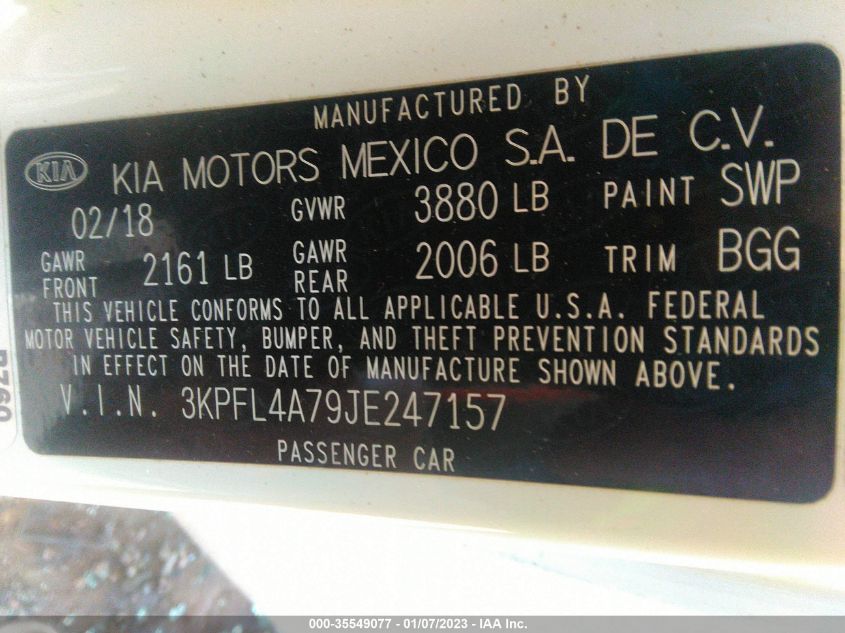 MANUFACTURED BY
KIA KIA MOTORS MEXICO S.A. DE C.V.
02/18 GVWR 3880 LB PAINT SWP
GAWR FRONT 2161 LB GAWR REAR 2006 LB TRIM BGG
THIS VEHICLE CONFORMS TO ALL APPLICABLE U.S.A. FEDERAL
MOTOR VEHICLE SAFETY, BUMPER, AND THEFT PREVENTION STANDARDS
IN EFFECT ON THE DATE OF MANUFACTURE SHOWN ABOVE.
V.I.N. 3KPFL4A79JE247157
PASSENGER CAR
000-35549077 - 01/07/2023 - IAA Inc.